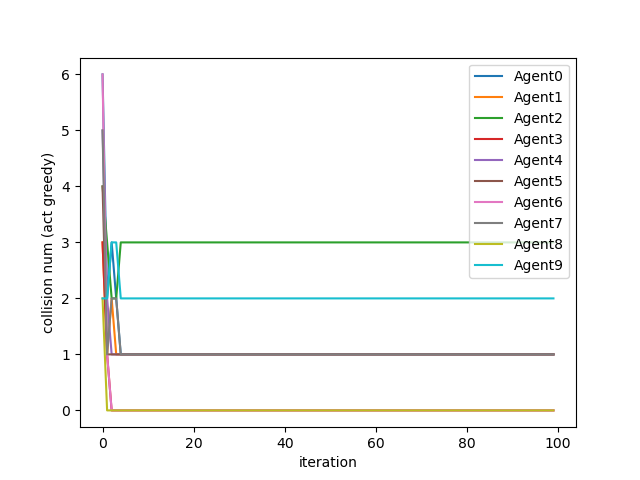 collision num (act greedy)
6
5
4
3
2
1
0
Agent0
Agent1
Agent2
Agent3
Agent4
Agent5
Agent6
Agent7
Agent8
Agent9
0 20 40 60 80 100
iteration